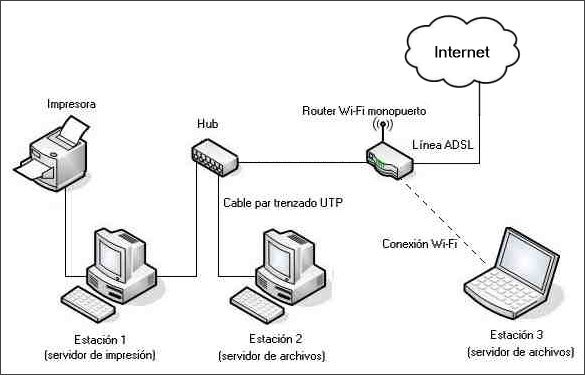 Internet
Impresora
Router Wi-Fi monopuerto
Hub
Línea ADSL
Cable par trenzado UTP
Conexión Wi-Fi
Estación 1
(servidor de impresión)
Estación 2
(servidor de archivos)
Estación 3
(servidor de archivos)